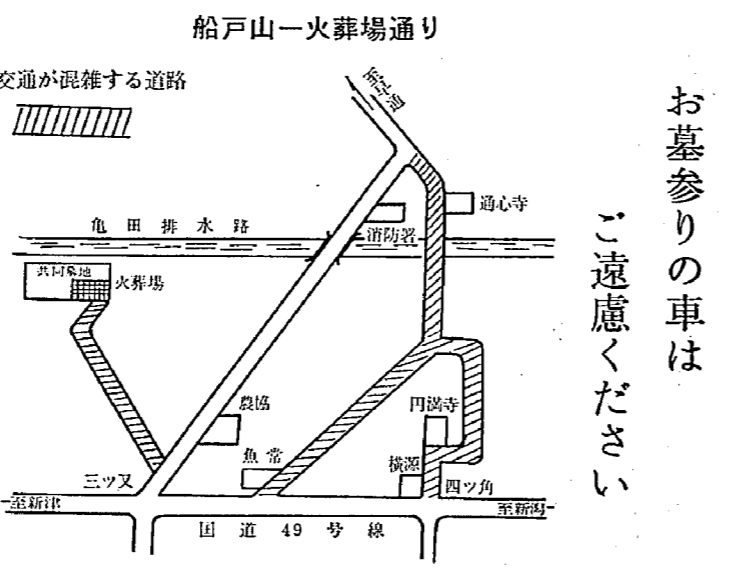 船戸山ー火葬場通り
お墓参りの車は
ご遠慮ください
交通が混雑する道路
至早通
通心寺
亀田排水路
消防署
共同墓地
火葬場
農協
円満寺
魚常
横源
三ツ又
四ツ角
至新津
至新潟
国道49号線